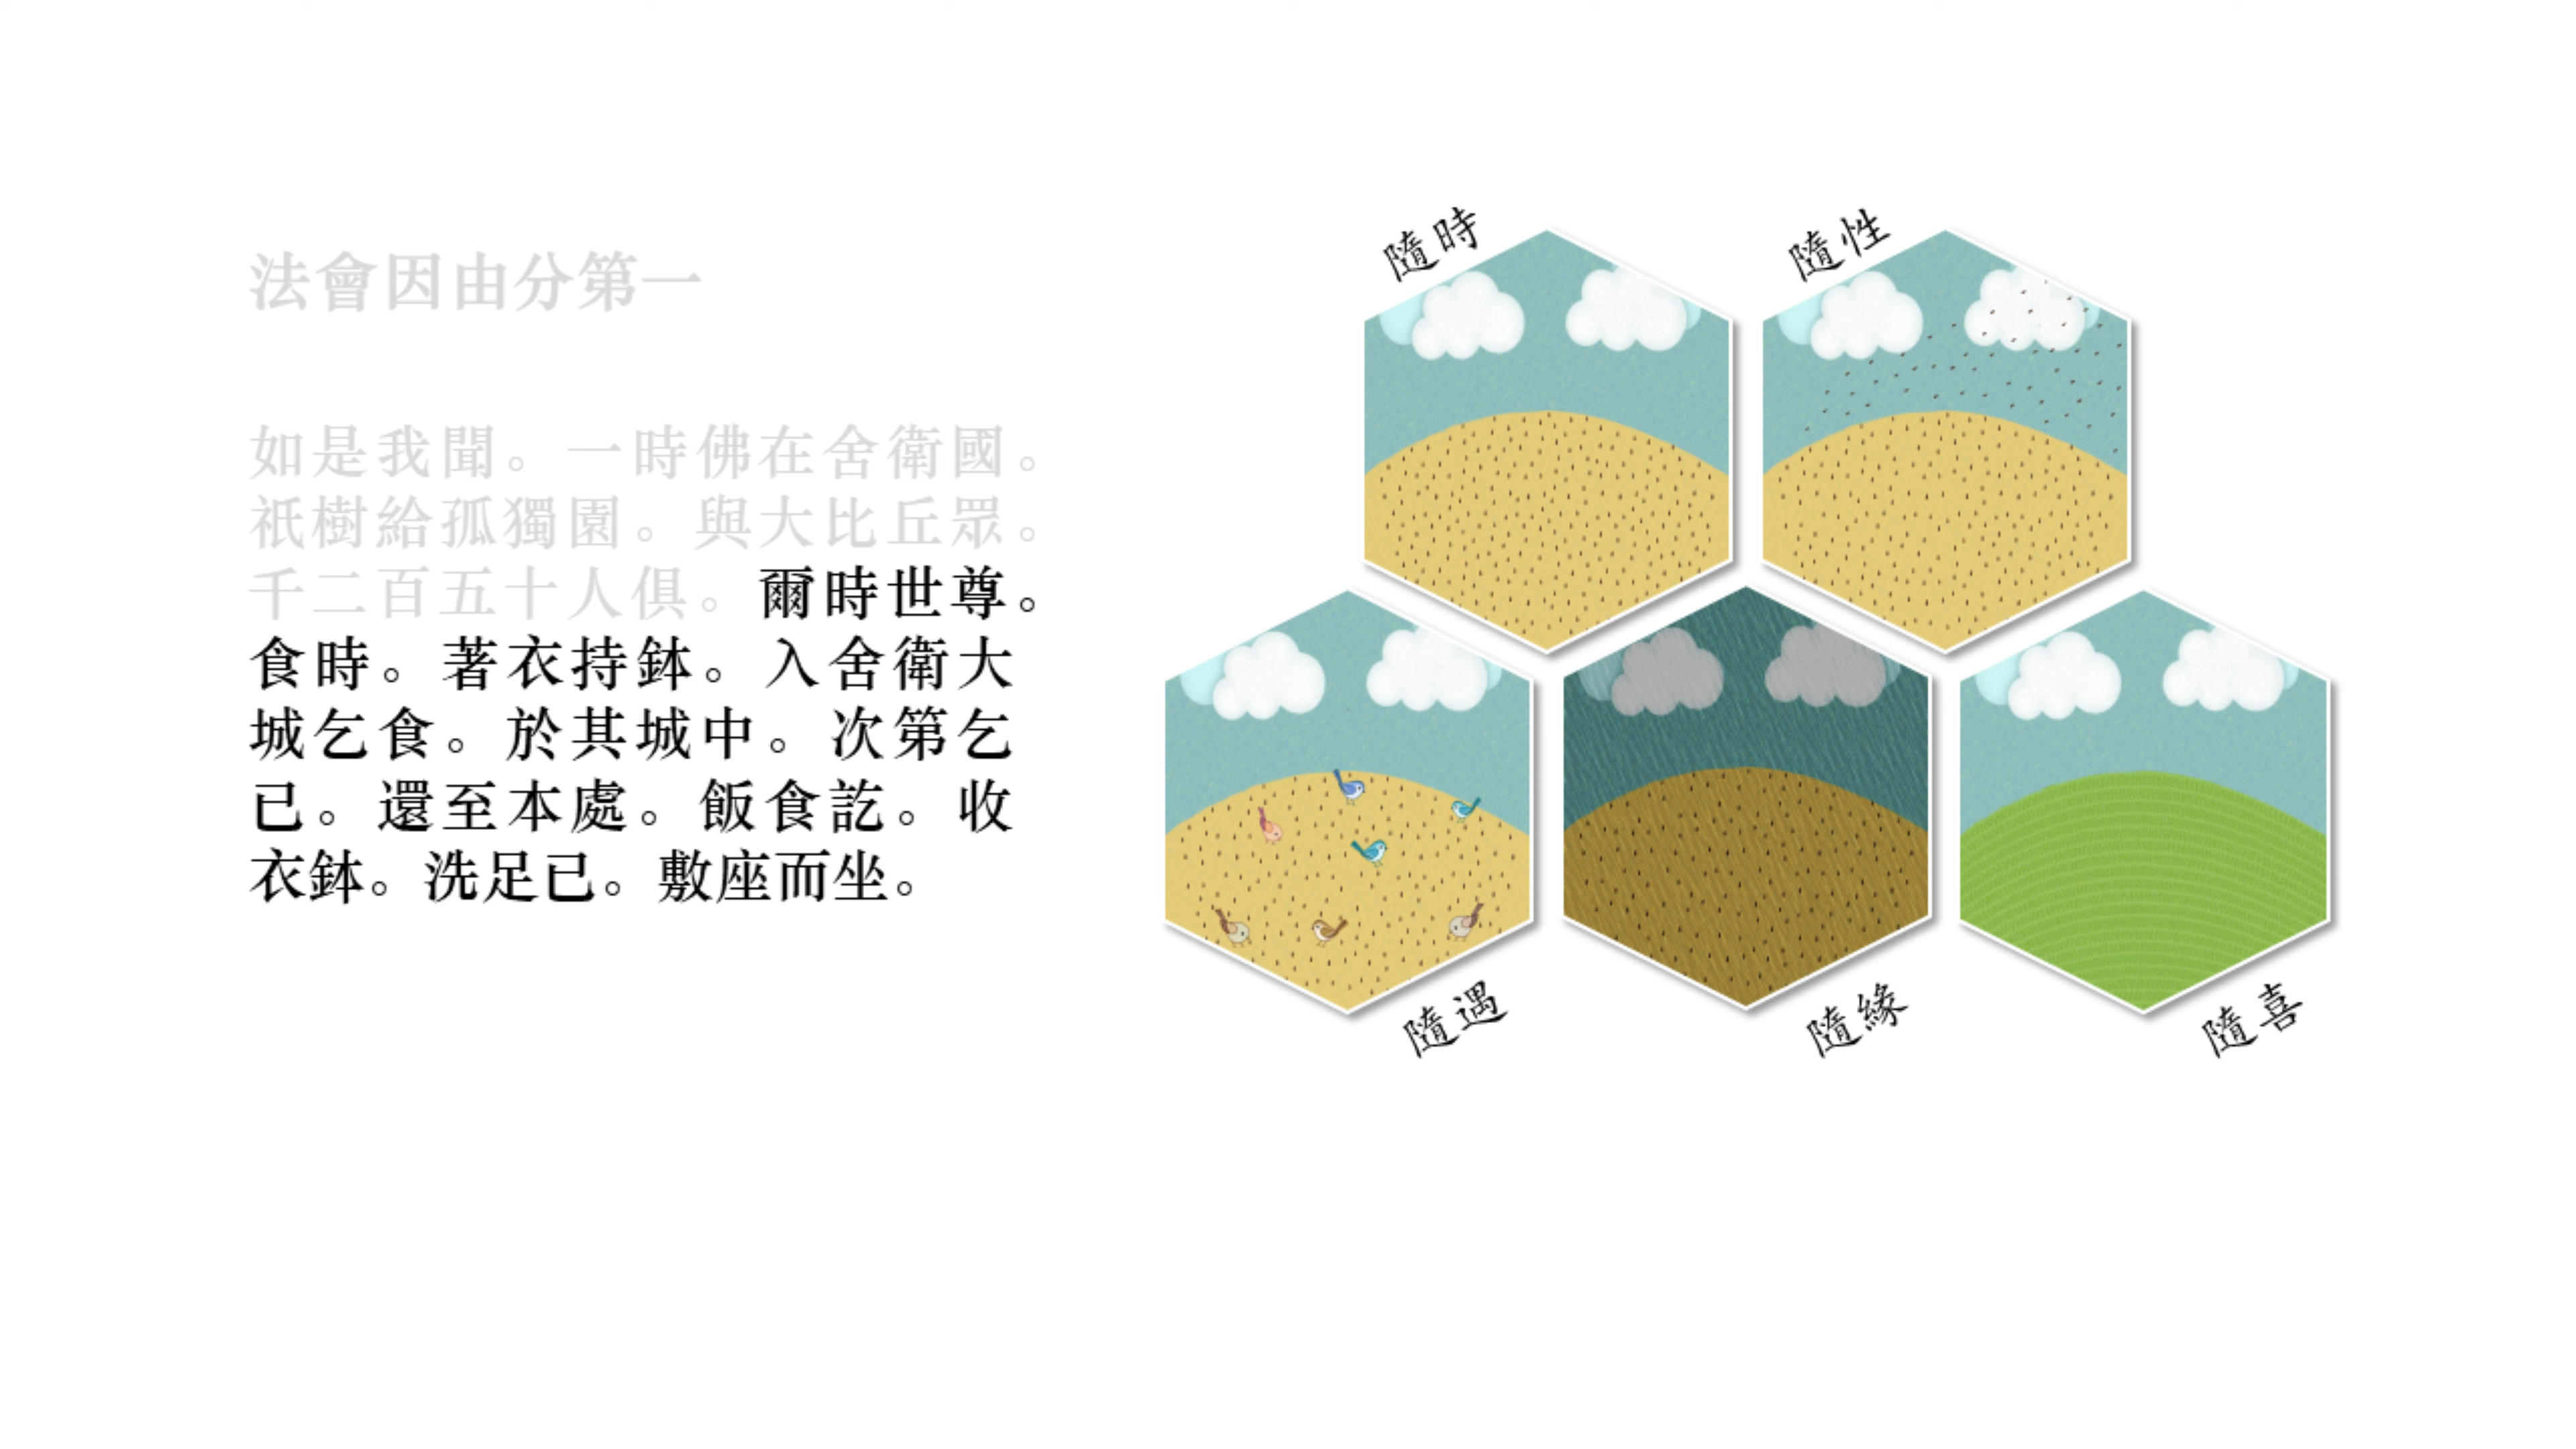 法會因由分第一
如是我聞。一時佛在舍衛國。
祇樹給孤獨園。與大比丘眾。
千二百五十人俱。爾時世尊。
食時。著衣持鉢。入舍衛大
城乞食。於其城中。次第乞
已。還至本處。飯食訖。收
衣鉢。洗足已。敷座而坐。
隨時
隨性
隨遇
隨緣
隨喜